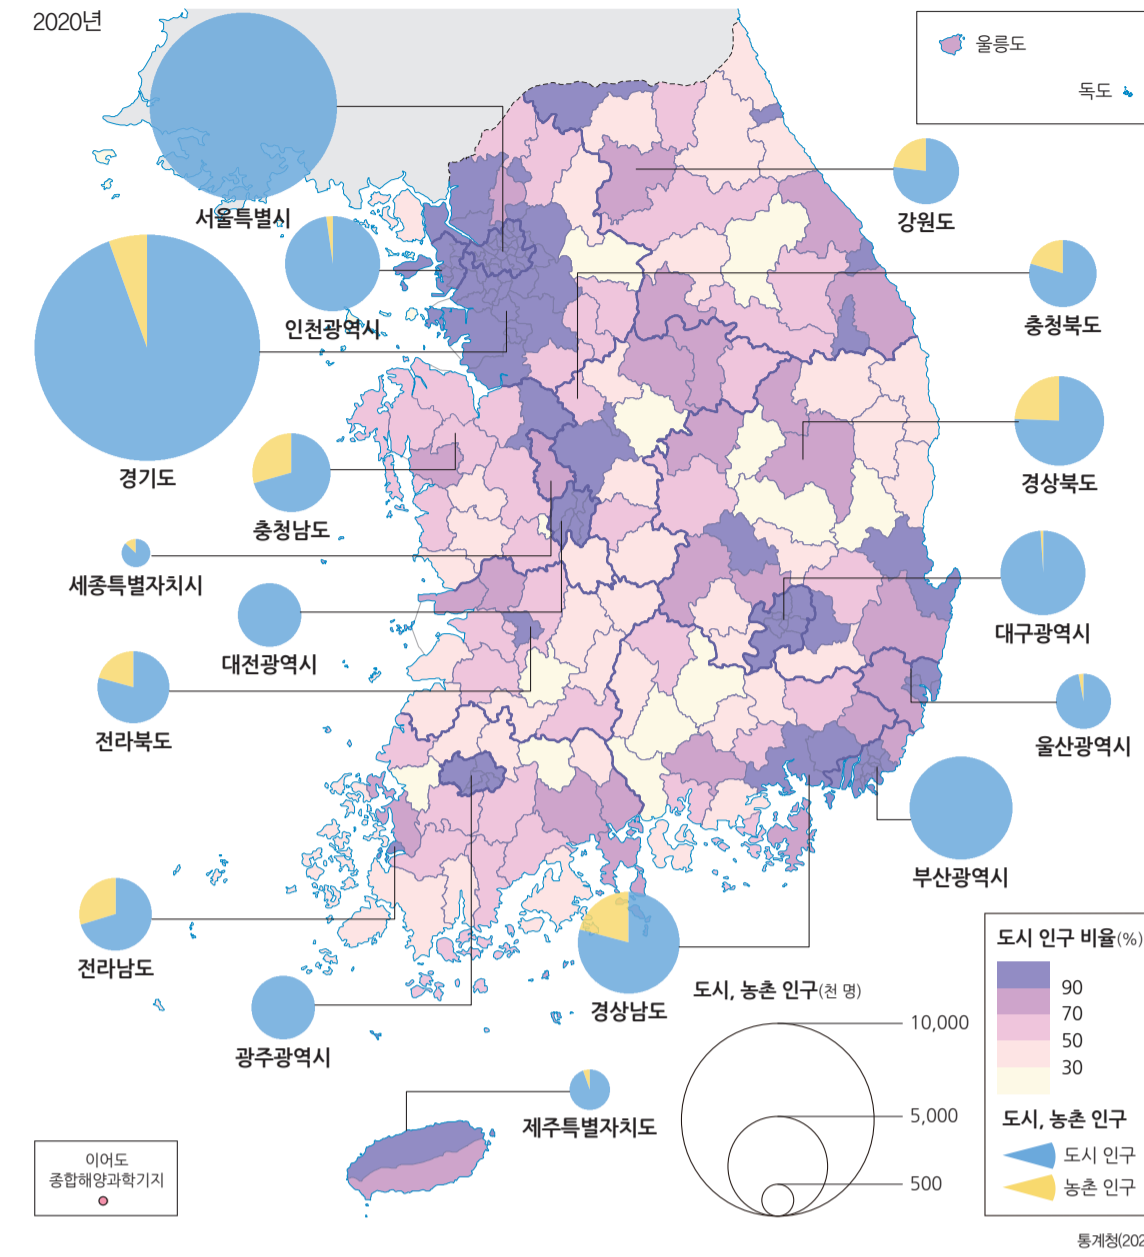 2020년
울릉도
독도
서울특별시
강원도
인천광역시
충청북도
경기도
경상북도
충청남도
세종특별자치시
대구광역시
대전광역시
전라북도
울산광역시
부산광역시
전라남도
경상남도
광주광역시
제주특별자치도
도시, 농촌 인구(천 명)
10,000
5,000
500
도시 인구 비율(%)
90
70
50
30
도시, 농촌 인구
도시 인구
농촌 인구
이어도
종합해양과학기지
통계청(202